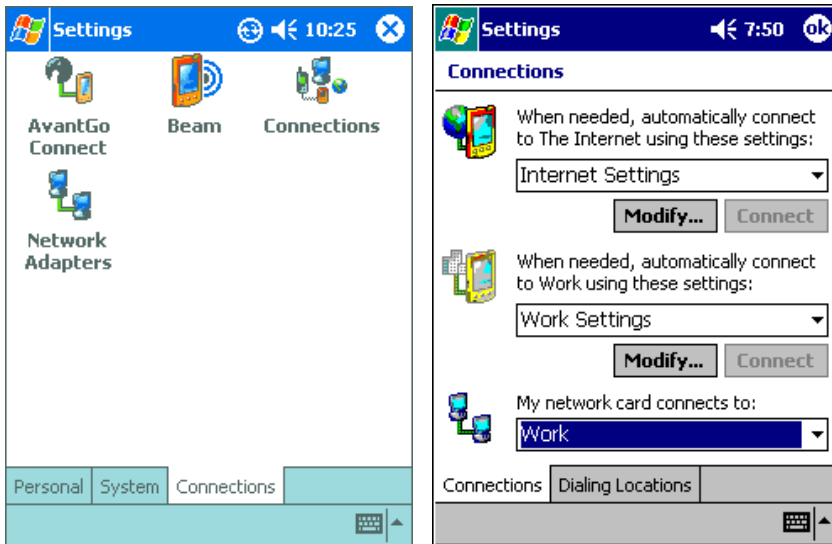 Settings 10:25
AvantGo
Connect
Beam
Connections
Network
Adapters
Personal System Connections
Settings 7:50 ok
Connections
When needed, automatically connect
to The Internet using these settings:
Internet Settings
Modify... Connect
When needed, automatically connect
to Work using these settings:
Work Settings
Modify... Connect
My network card connects to:
Work
Connections Dialing Locations